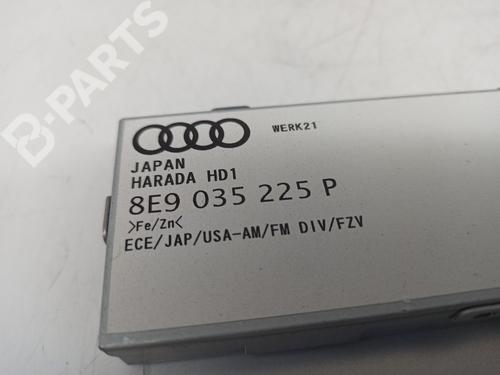 B-PARTS
WERK21
JAPAN
HARADA HD1
8E9 035 225 P
>Fe/Zn<
ECE/JAP/USA-AM/FM DIV/FZV